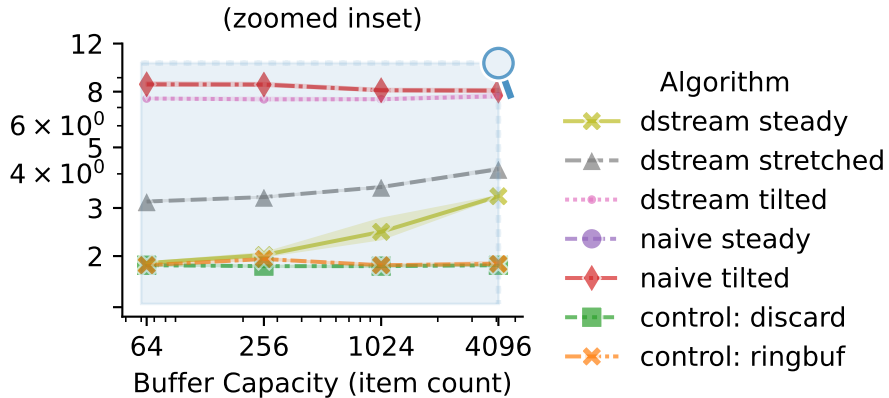 (zoomed inset)
12
8
6 × 10⁰
5
4 × 10⁰
3
2
64 256 1024 4096
Buffer Capacity (item count)
Algorithm
dstream steady
dstream stretched
dstream tilted
naive steady
naive tilted
control: discard
control: ringbuf